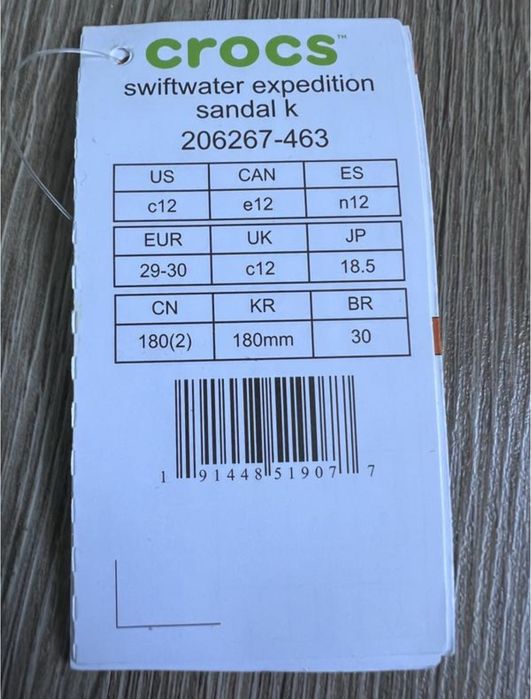 crocs™
swiftwater expedition
sandal k
206267-463
US CAN ES
c12 e12 n12
EUR UK JP
29-30 c12 18.5
CN KR BR
180(2) 180mm 30
1 91448 51907 7